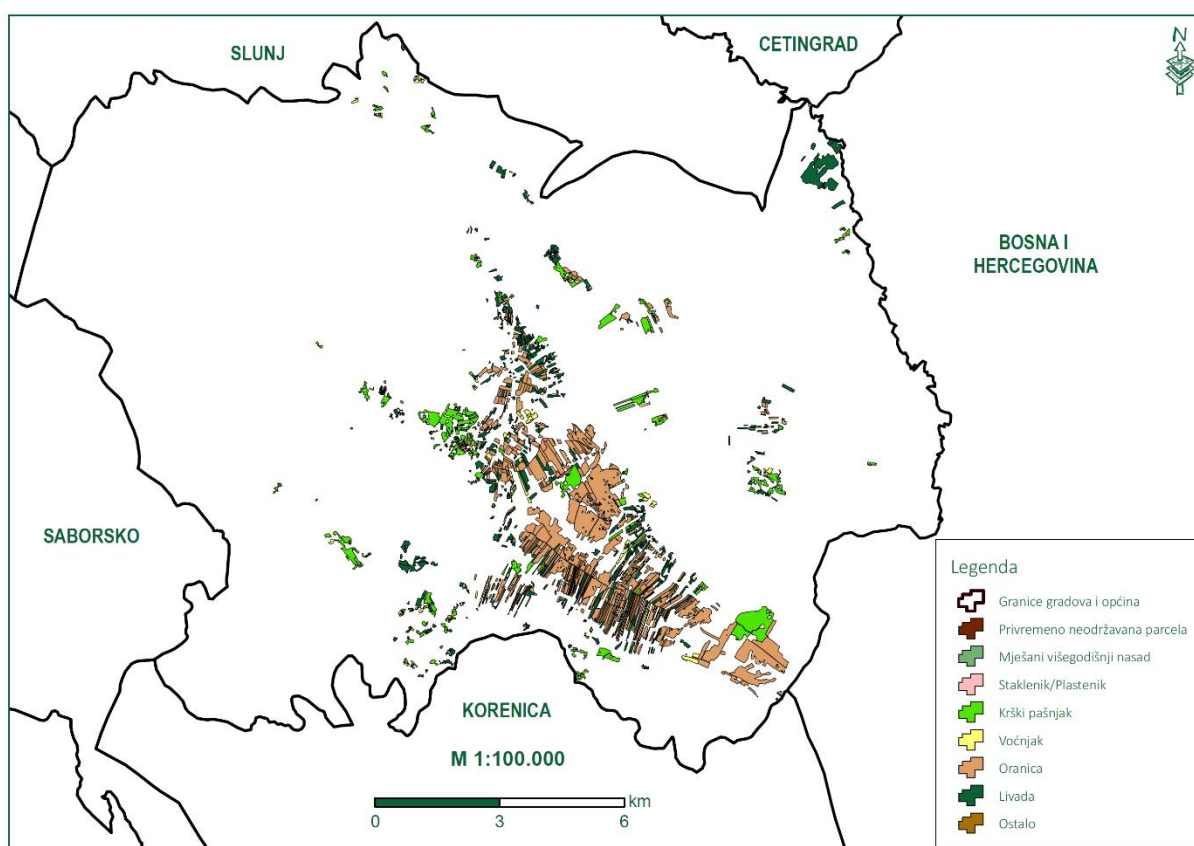 SLUNJ
CETINGRAD
N
BOSNA I
HERCEGOVINA
SABORSKO
KORENICA
M 1:100.000
km
0 3 6
Legenda
Granice gradova i općina
Privremeno neodržavana parcela
Mješani višegodišnji nasad
Staklenik/Plastenik
Krški pašnjak
Voćnjak
Oranica
Livada
Ostalo